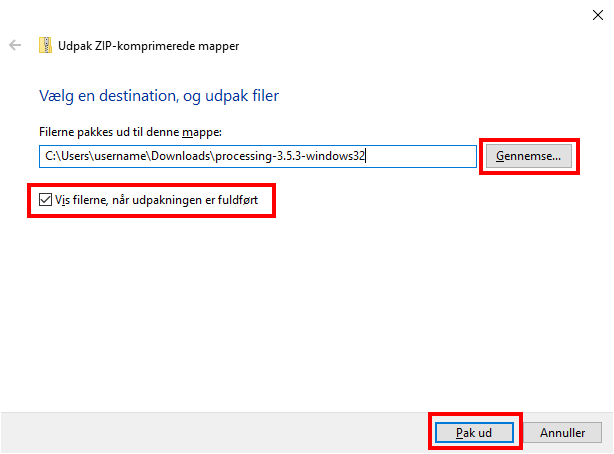 Udpak ZIP-komprimerede mapper
Vælg en destination, og udpak filer
Filerne pakkes ud til denne mappe:
C:\Users\username\Downloads\processing-3.5.3-windows32
Gennemse...
Vis filerne, når udpakningen er fuldført
Pak ud
Annuller